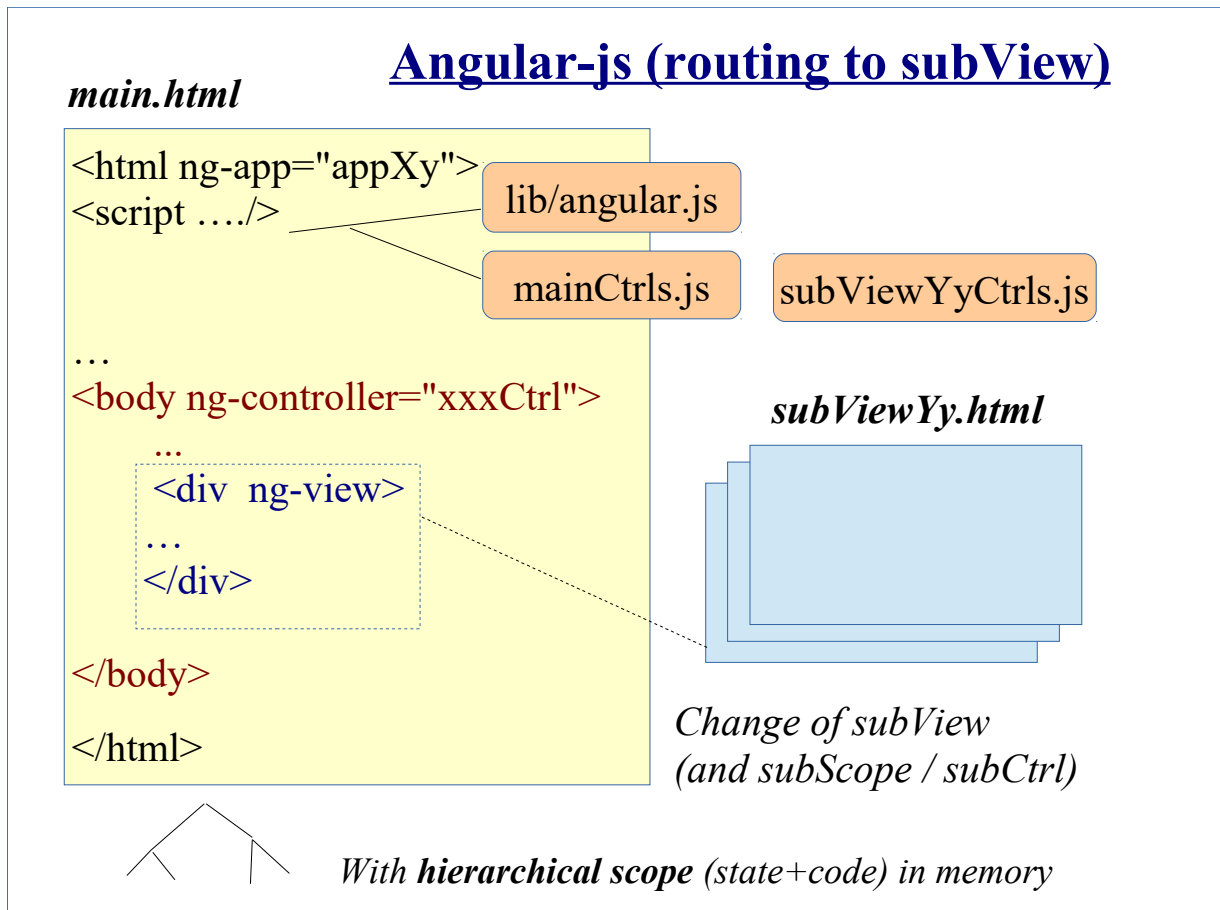 Angular-js (routing to subView)
main.html
<html ng-app="appXy">
<script …./>
lib/angular.js
mainCtrls.js
subViewYyCtrls.js
…
<body ng-controller="xxxCtrl">
...
<div  ng-view>
…
</div>
</body>
</html>
subViewYy.html
Change of subView
(and subScope / subCtrl)
With hierarchical scope (state+code) in memory